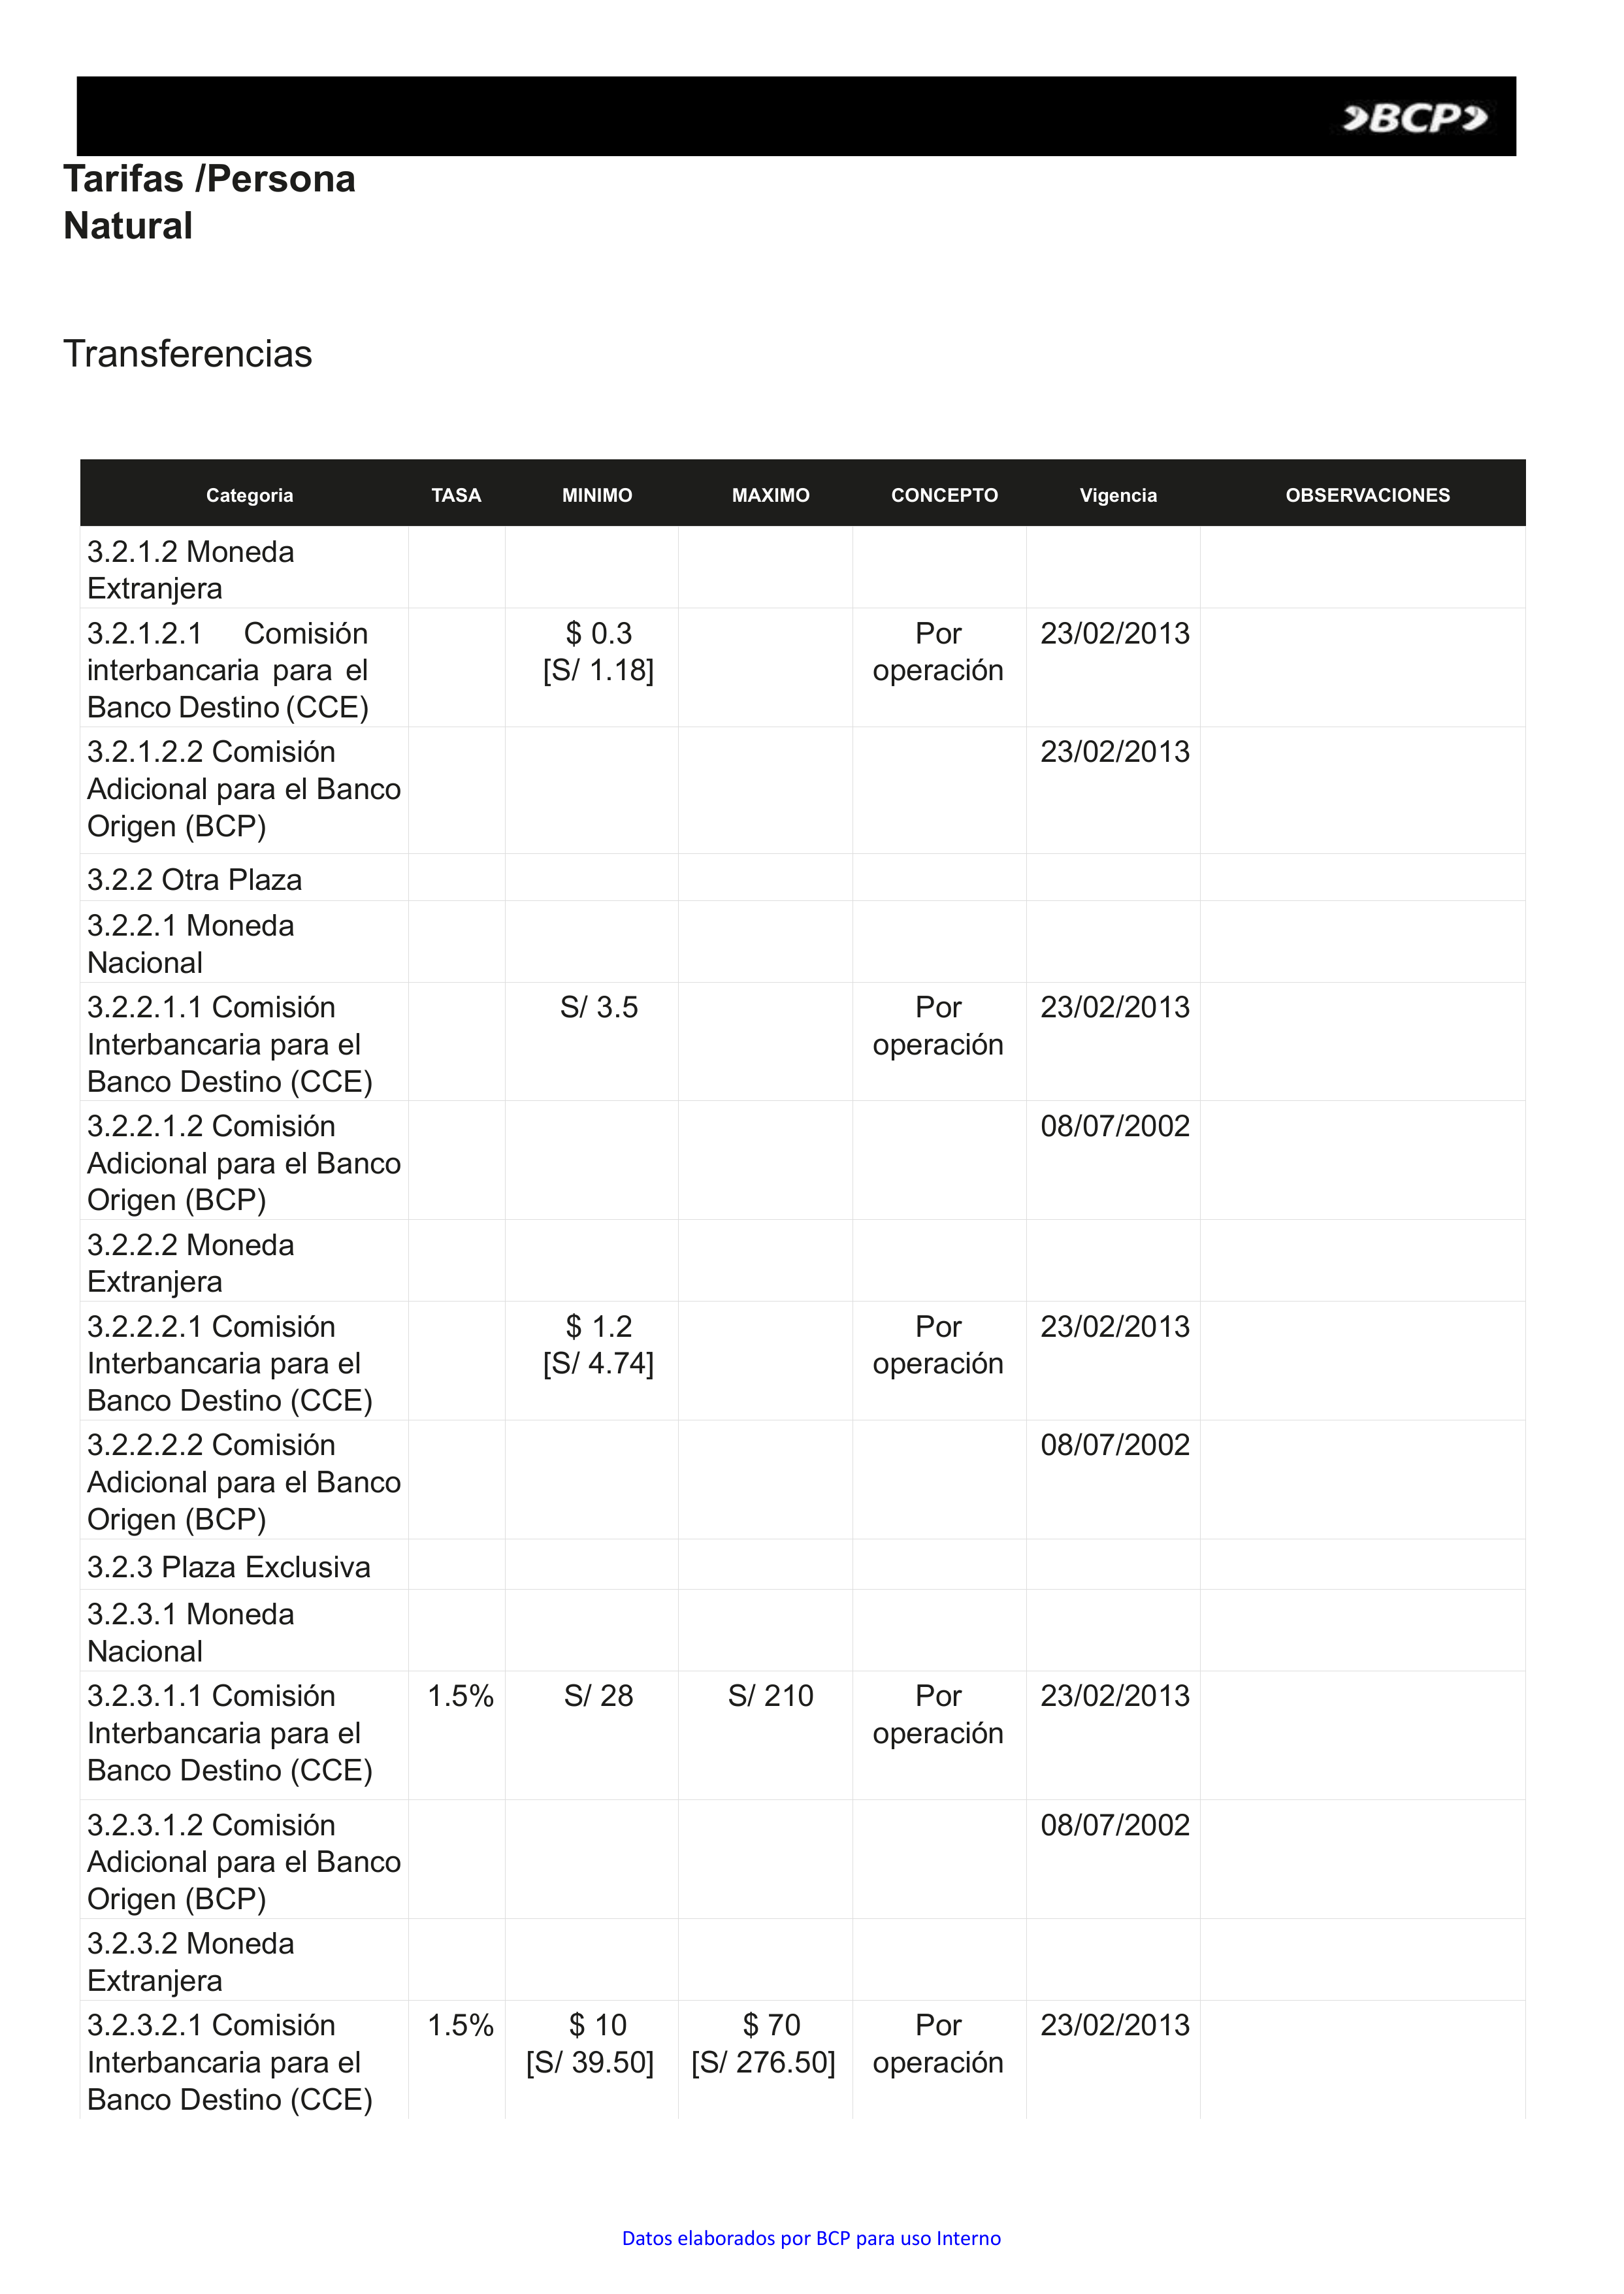 BCP
Tarifas /Persona
Natural
Transferencias
Categoria TASA MINIMO MAXIMO CONCEPTO Vigencia OBSERVACIONES
3.2.1.2 Moneda
Extranjera
3.2.1.2.1 Comisión $ 0.3 Por 23/02/2013
interbancaria para el [S/ 1.18] operación
Banco Destino (CCE)
3.2.1.2.2 Comisión 23/02/2013
Adicional para el Banco
Origen (BCP)
3.2.2 Otra Plaza
3.2.2.1 Moneda
Nacional
3.2.2.1.1 Comisión S/ 3.5 Por 23/02/2013
Interbancaria para el operación
Banco Destino (CCE)
3.2.2.1.2 Comisión 08/07/2002
Adicional para el Banco
Origen (BCP)
3.2.2.2 Moneda
Extranjera
3.2.2.2.1 Comisión $ 1.2 Por 23/02/2013
Interbancaria para el [S/ 4.74] operación
Banco Destino (CCE)
3.2.2.2.2 Comisión 08/07/2002
Adicional para el Banco
Origen (BCP)
3.2.3 Plaza Exclusiva
3.2.3.1 Moneda
Nacional
3.2.3.1.1 Comisión 1.5% S/ 28 S/ 210 Por 23/02/2013
Interbancaria para el operación
Banco Destino (CCE)
3.2.3.1.2 Comisión 08/07/2002
Adicional para el Banco
Origen (BCP)
3.2.3.2 Moneda
Extranjera
3.2.3.2.1 Comisión 1.5% $ 10 $ 70 Por 23/02/2013
Interbancaria para el [S/ 39.50] [S/ 276.50] operación
Banco Destino (CCE)
Datos elaborados por BCP para uso Interno